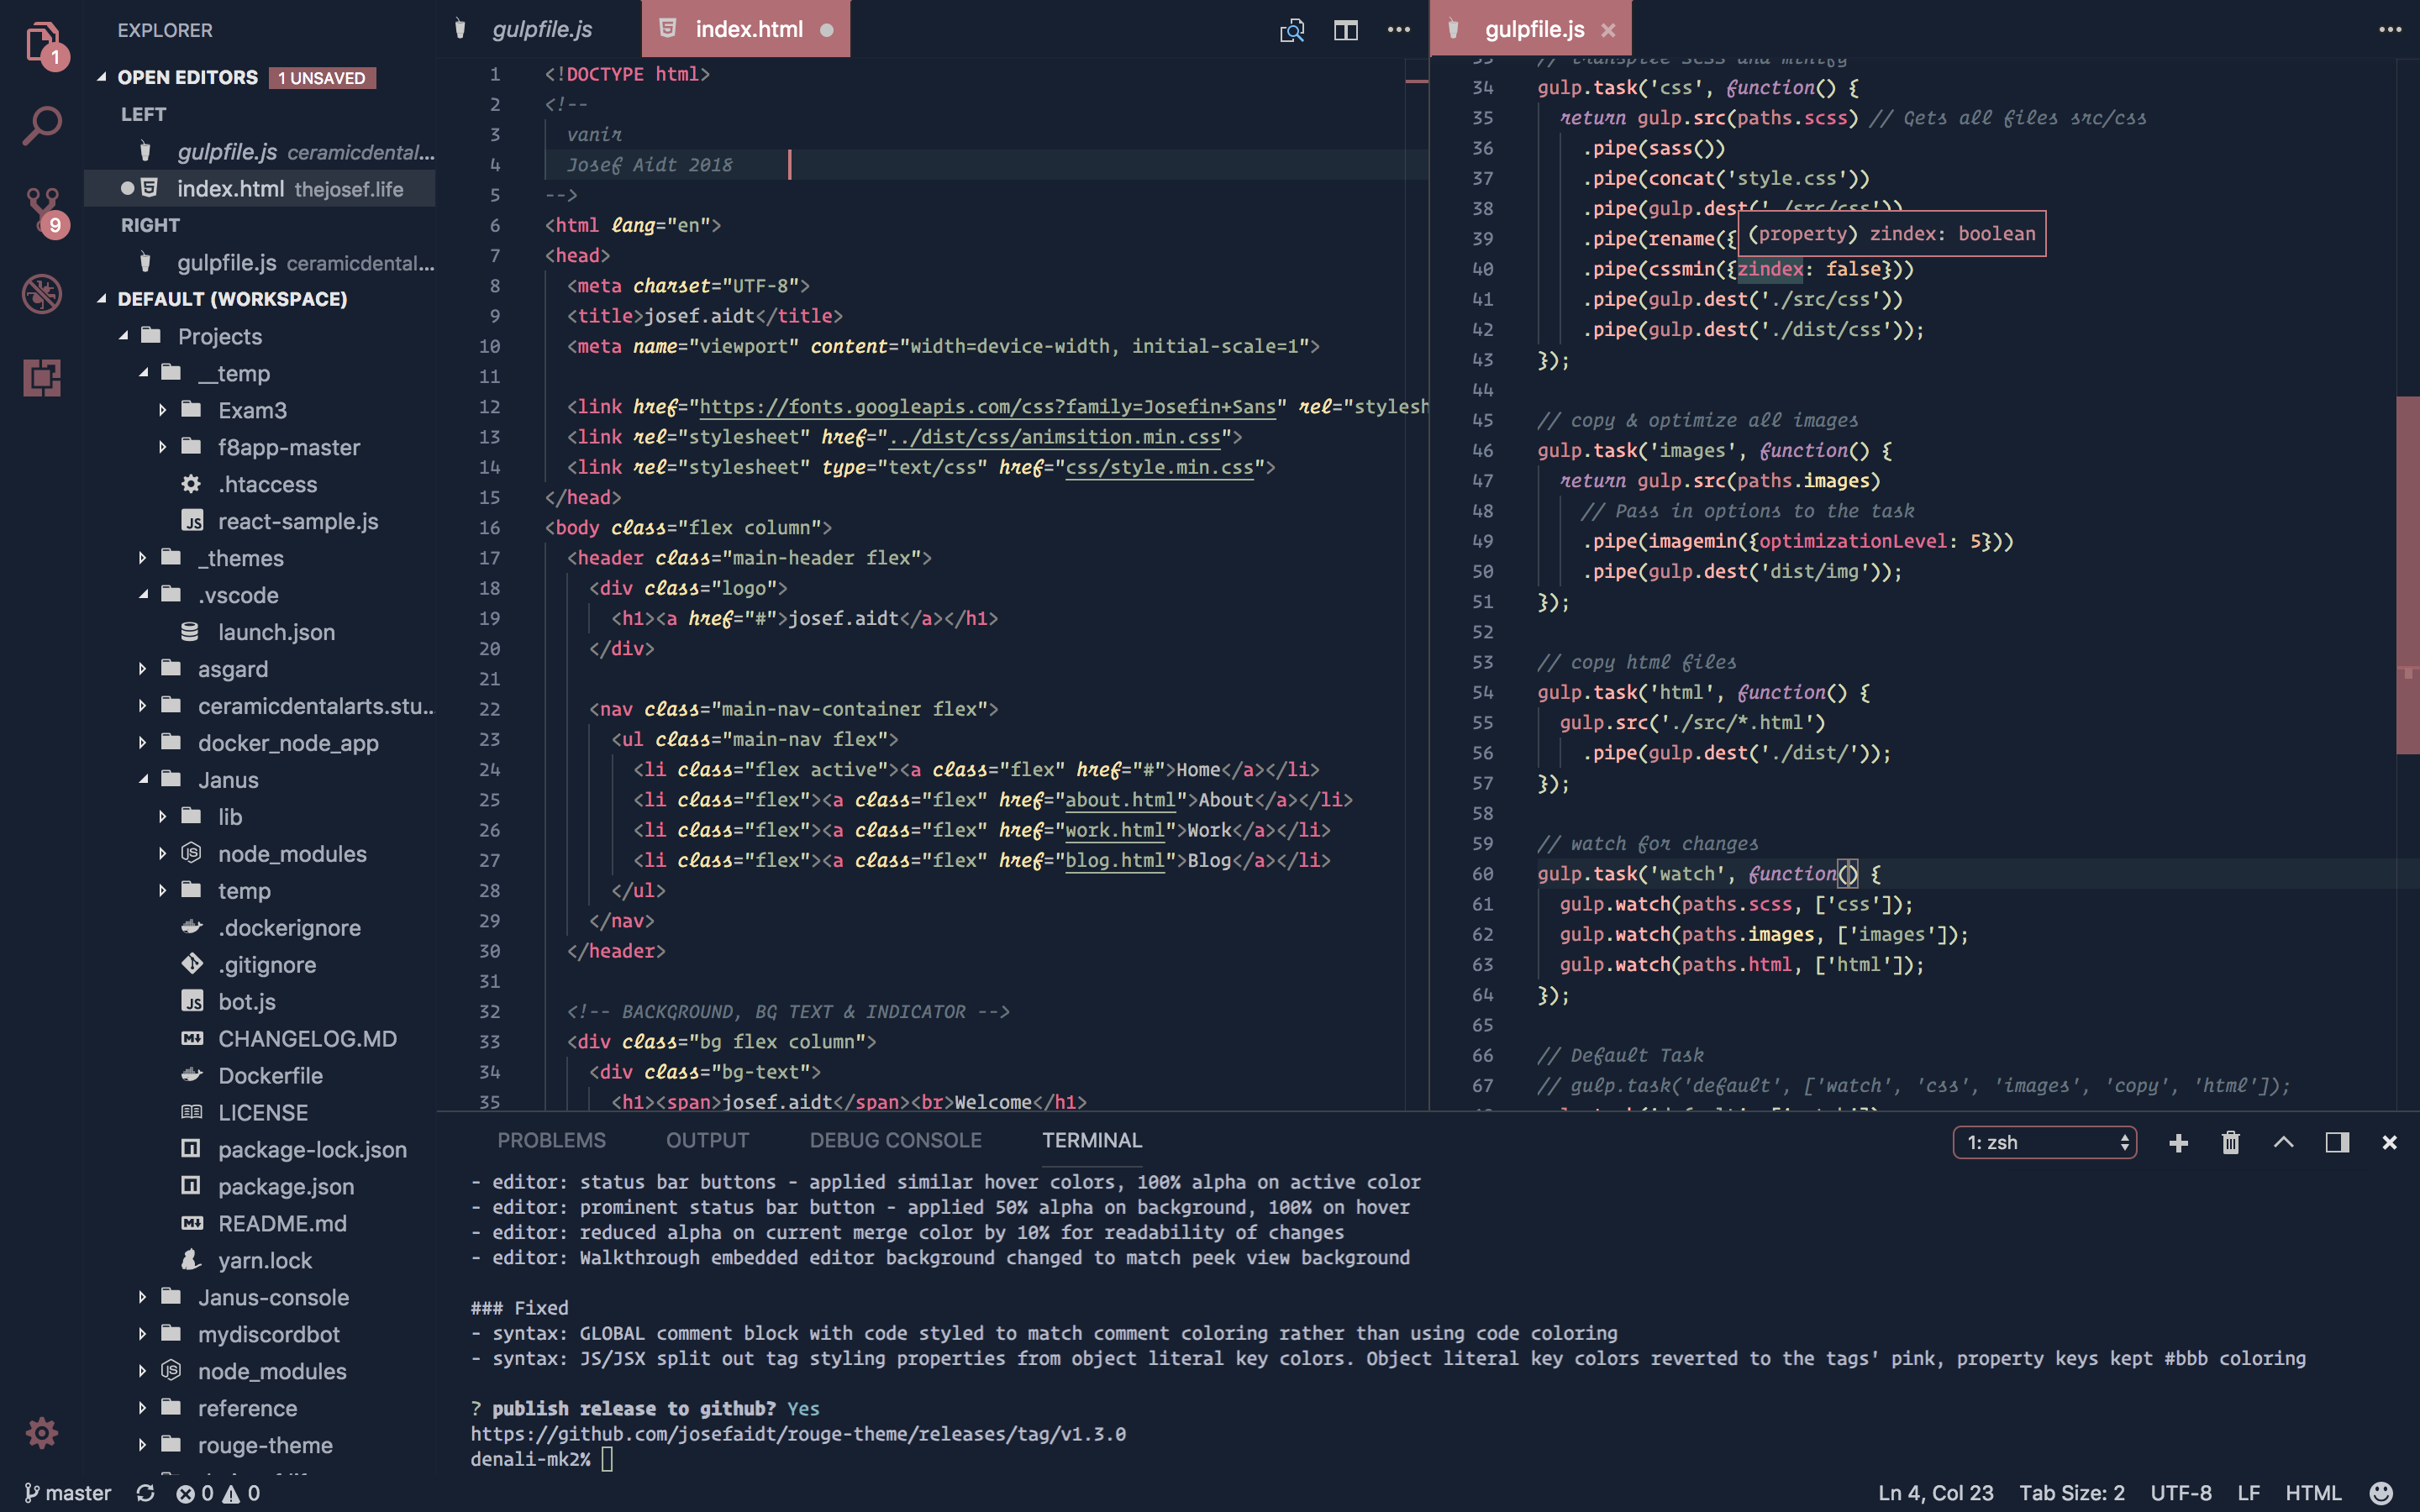 EXPLORER
OPEN EDITORS 1 UNSAVED
LEFT
gulpfile.js ceramicdental...
index.html thejosef.life
RIGHT
gulpfile.js ceramicdental...
DEFAULT (WORKSPACE)
Projects
__temp
Exam3
f8app-master
.htaccess
react-sample.js
_themes
.vscode
launch.json
asgard
ceramicdentalarts.stu...
docker_node_app
Janus
lib
node_modules
temp
.dockerignore
.gitignore
bot.js
CHANGELOG.MD
Dockerfile
LICENSE
package-lock.json
package.json
README.md
yarn.lock
Janus-console
mydiscordbot
node_modules
reference
rouge-theme
1
9
gulpfile.js index.html
1 <!DOCTYPE html>
2 <!--
3 vanir
4 Josef Aidt 2018
5 -->
6 <html lang="en">
7 <head>
8 <meta charset="UTF-8">
9 <title>josef.aidt</title>
10 <meta name="viewport" content="width=device-width, initial-scale=1">
11
12 <link href="https://fonts.googleapis.com/css?family=Josefin+Sans" rel="stylesh
13 <link rel="stylesheet" href="../dist/css/animsition.min.css">
14 <link rel="stylesheet" type="text/css" href="css/style.min.css">
15 </head>
16 <body class="flex column">
17 <header class="main-header flex">
18 <div class="logo">
19 <h1><a href="#">josef.aidt</a></h1>
20 </div>
21
22 <nav class="main-nav-container flex">
23 <ul class="main-nav flex">
24 <li class="flex active"><a class="flex" href="#">Home</a></li>
25 <li class="flex"><a class="flex" href="about.html">About</a></li>
26 <li class="flex"><a class="flex" href="work.html">Work</a></li>
27 <li class="flex"><a class="flex" href="blog.html">Blog</a></li>
28 </ul>
29 </nav>
30 </header>
31
32 <!-- BACKGROUND, BG TEXT & INDICATOR -->
33 <div class="bg flex column">
34 <div class="bg-text">
35 <h1><span>josef.aidt</span><br>Welcome</h1>
gulpfile.js
33 // transpile scss and minify
34 gulp.task('css', function() {
35 return gulp.src(paths.scss) // Gets all files src/css
36 .pipe(sass())
37 .pipe(concat('style.css'))
38 .pipe(gulp.dest('./src/css'))
39 .pipe(rename({
(property) zindex: boolean
40 .pipe(cssmin({zindex: false}))
41 .pipe(gulp.dest('./src/css'))
42 .pipe(gulp.dest('./dist/css'));
43 });
44
45 // copy & optimize all images
46 gulp.task('images', function() {
47 return gulp.src(paths.images)
48 // Pass in options to the task
49 .pipe(imagemin({optimizationLevel: 5}))
50 .pipe(gulp.dest('dist/img'));
51 });
52
53 // copy html files
54 gulp.task('html', function() {
55 gulp.src('./src/*.html')
56 .pipe(gulp.dest('./dist/'));
57 });
58
59 // watch for changes
60 gulp.task('watch', function() {
61 gulp.watch(paths.scss, ['css']);
62 gulp.watch(paths.images, ['images']);
63 gulp.watch(paths.html, ['html']);
64 });
65
66 // Default Task
67 // gulp.task('default', ['watch', 'css', 'images', 'copy', 'html']);
PROBLEMS OUTPUT DEBUG CONSOLE TERMINAL 1: zsh
- editor: status bar buttons - applied similar hover colors, 100% alpha on active color
- editor: prominent status bar button - applied 50% alpha on background, 100% on hover
- editor: reduced alpha on current merge color by 10% for readability of changes
- editor: Walkthrough embedded editor background changed to match peek view background
### Fixed
- syntax: GLOBAL comment block with code styled to match comment coloring rather than using code coloring
- syntax: JS/JSX split out tag styling properties from object literal key colors. Object literal key colors reverted to the tags' pink, property keys kept #bbb coloring
? publish release to github? Yes
https://github.com/josefaidt/rouge-theme/releases/tag/v1.3.0
denali-mk2%
master 0 0 Ln 4, Col 23 Tab Size: 2 UTF-8 LF HTML